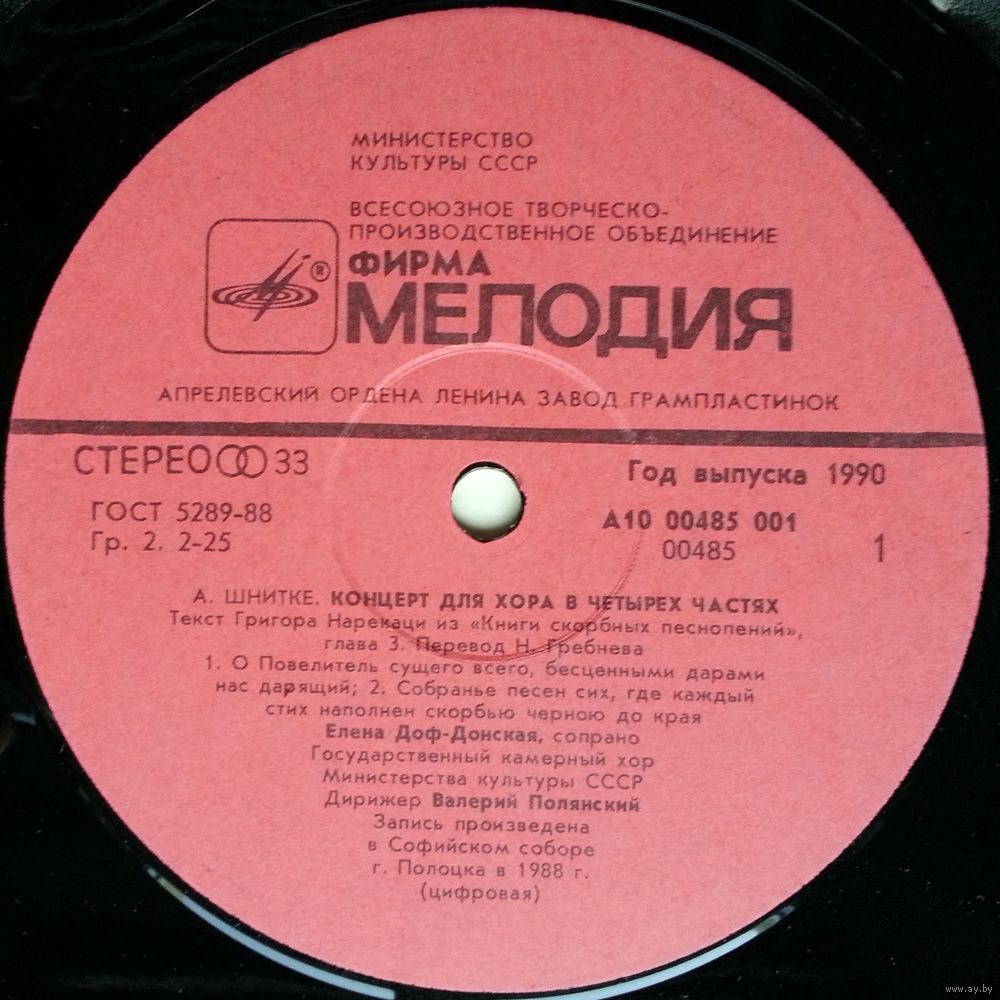 МИНИСТЕРСТВО
КУЛЬТУРЫ СССР
ВСЕСОЮЗНОЕ ТВОРЧЕСКО-
ПРОИЗВОДСТВЕННОЕ ОБЪЕДИНЕНИЕ
®
ФИРМА
МЕЛОДИЯ
АПРЕЛЕВСКИЙ ОРДЕНА ЛЕНИНА ЗАВОД ГРАМПЛАСТИНОК
СТЕРЕО 33
Год выпуска 1990
ГОСТ 5289-88
А10 00485 001
Гр. 2. 2-25
00485
1
А. ШНИТКЕ. КОНЦЕРТ ДЛЯ ХОРА В ЧЕТЫРЕХ ЧАСТЯХ
Текст Григора Нарекаци из «Книги скорбных песнопений»,
глава 3. Перевод Н. Гребнева
1. О Повелитель сущего всего, бесценными дарами
нас дарящий; 2. Собранье песен сих, где каждый
стих наполнен скорбью черною до края
Елена Доф-Донская, сопрано
Государственный камерный хор
Министерства культуры СССР
Дирижер Валерий Полянский
Запись произведена
в Софийском соборе
г. Полоцка в 1988 г.
(цифровая)
www.ay.by